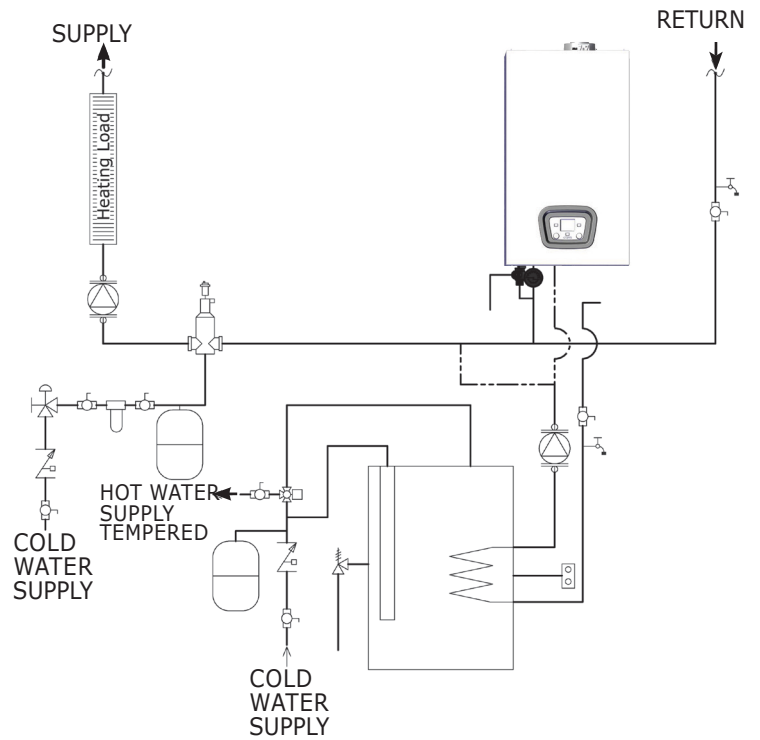 SUPPLY
RETURN
Heating Load
HOT WATER
SUPPLY
TEMPERED
COLD
WATER
SUPPLY
COLD
WATER
SUPPLY